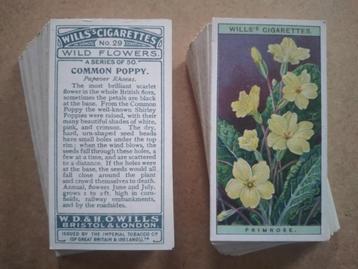 WILLS'S CIGARETTES
No. 29
WILD FLOWERS.
A SERIES OF 50.
COMMON POPPY.
Papaver Rhoeas.
The most brilliant scarlet
flower in the whole British flora,
sometimes the petals are black
at the base. From the Common
Poppy the well-known Shirley
Poppies were raised, with their
many beautiful shades of white,
pink, and crimson. The dry,
hard, urn-shaped seed heads
have small holes under the top
rim; when the wind blows, the
seeds fall through these holes, a
few at a time, and are scattered
to a distance. If the holes were
at the base, the seeds would all
fall close around the plant
and crowd themselves to death.
Annual, flowers June and July,
grows 1 to 2ft. high in corn-
fields, railway embankments,
and by the roadsides.
W.D. & H.O. WILLS
BRISTOL & LONDON.
ISSUED BY THE IMPERIAL TOBACCO CO
(OF GREAT BRITAIN & IRELAND), LTD
WILLS'S CIGARETTES.
PRIMROSE.